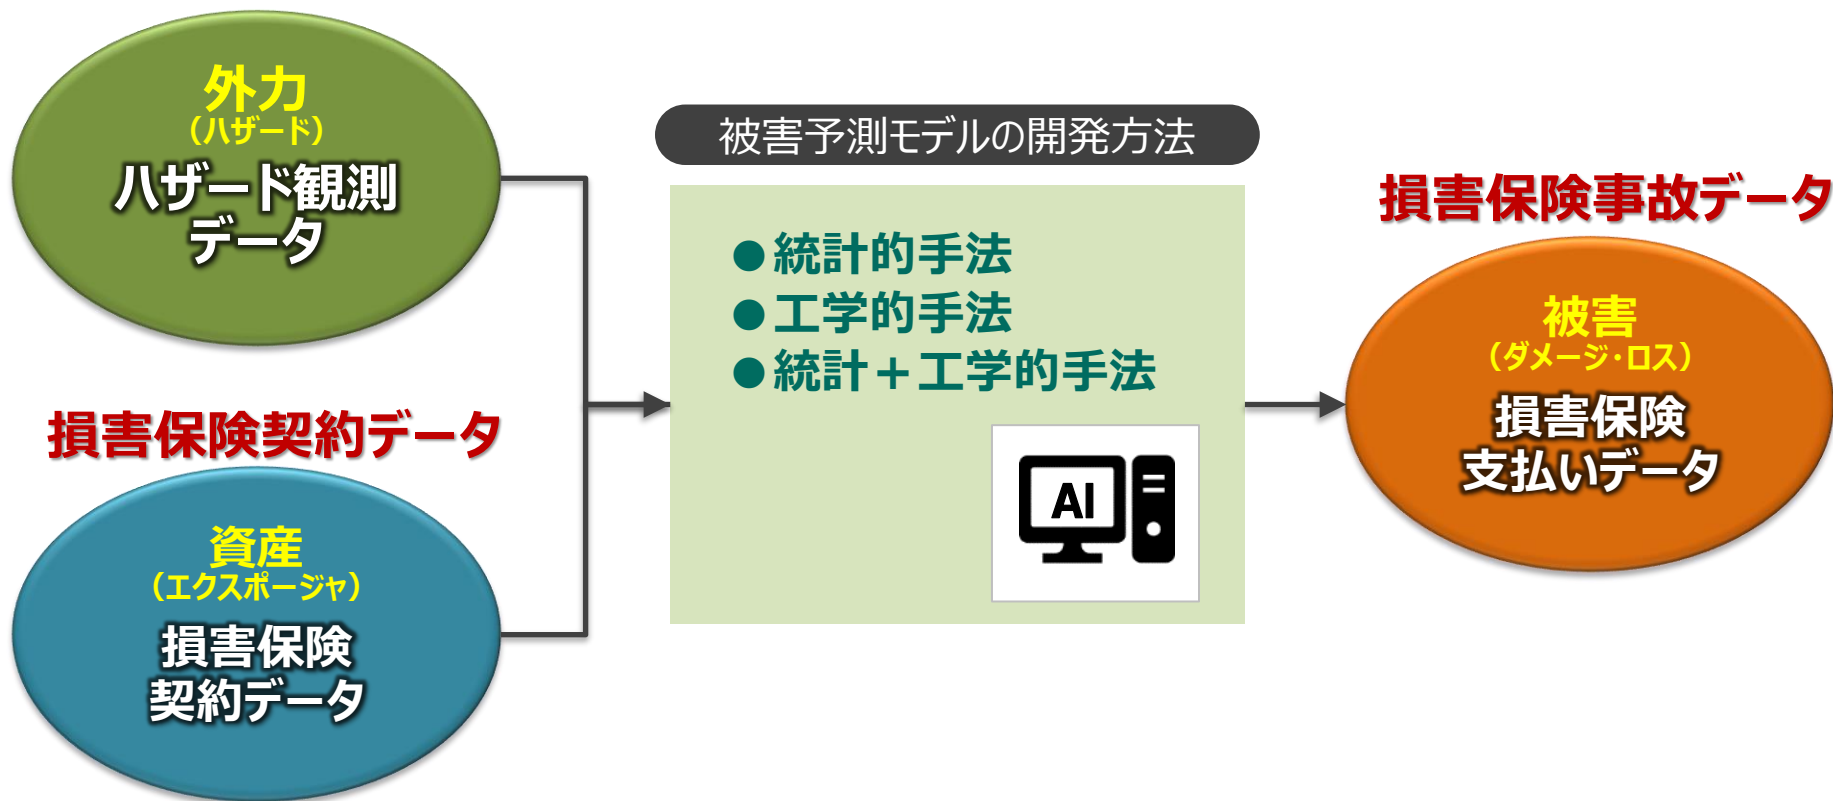 外力
（ハザード）
ハザード観測
データ
損害保険契約データ
資産
（エクスポージャ）
損害保険
契約データ
被害予測モデルの開発方法
●統計的手法
●工学的手法
●統計＋工学的手法
AI
損害保険事故データ
被害
（ダメージ・ロス）
損害保険
支払いデータ